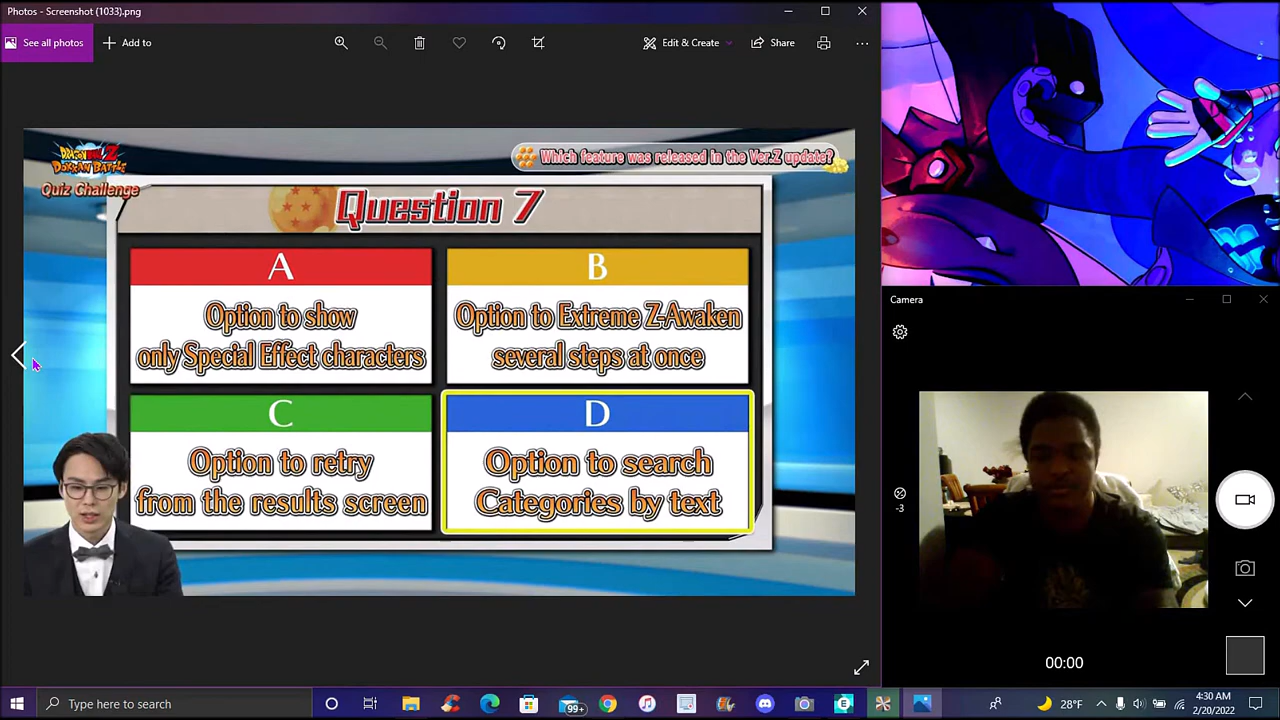 Photos - Screenshot (1033).png
See all photos
Add to
Edit & Create
Share
DRAGON BALL Z
DOKKAN BATTLE
Quiz Challenge
Which feature was released in the Ver.Z update?
Question 7
A
Option to show
only Special Effect characters
B
Option to Extreme Z-Awaken
several steps at once
C
Option to retry
from the results screen
D
Option to search
Categories by text
Camera
-3
00:00
Type here to search
99+
28°F
4:30 AM
2/20/2022